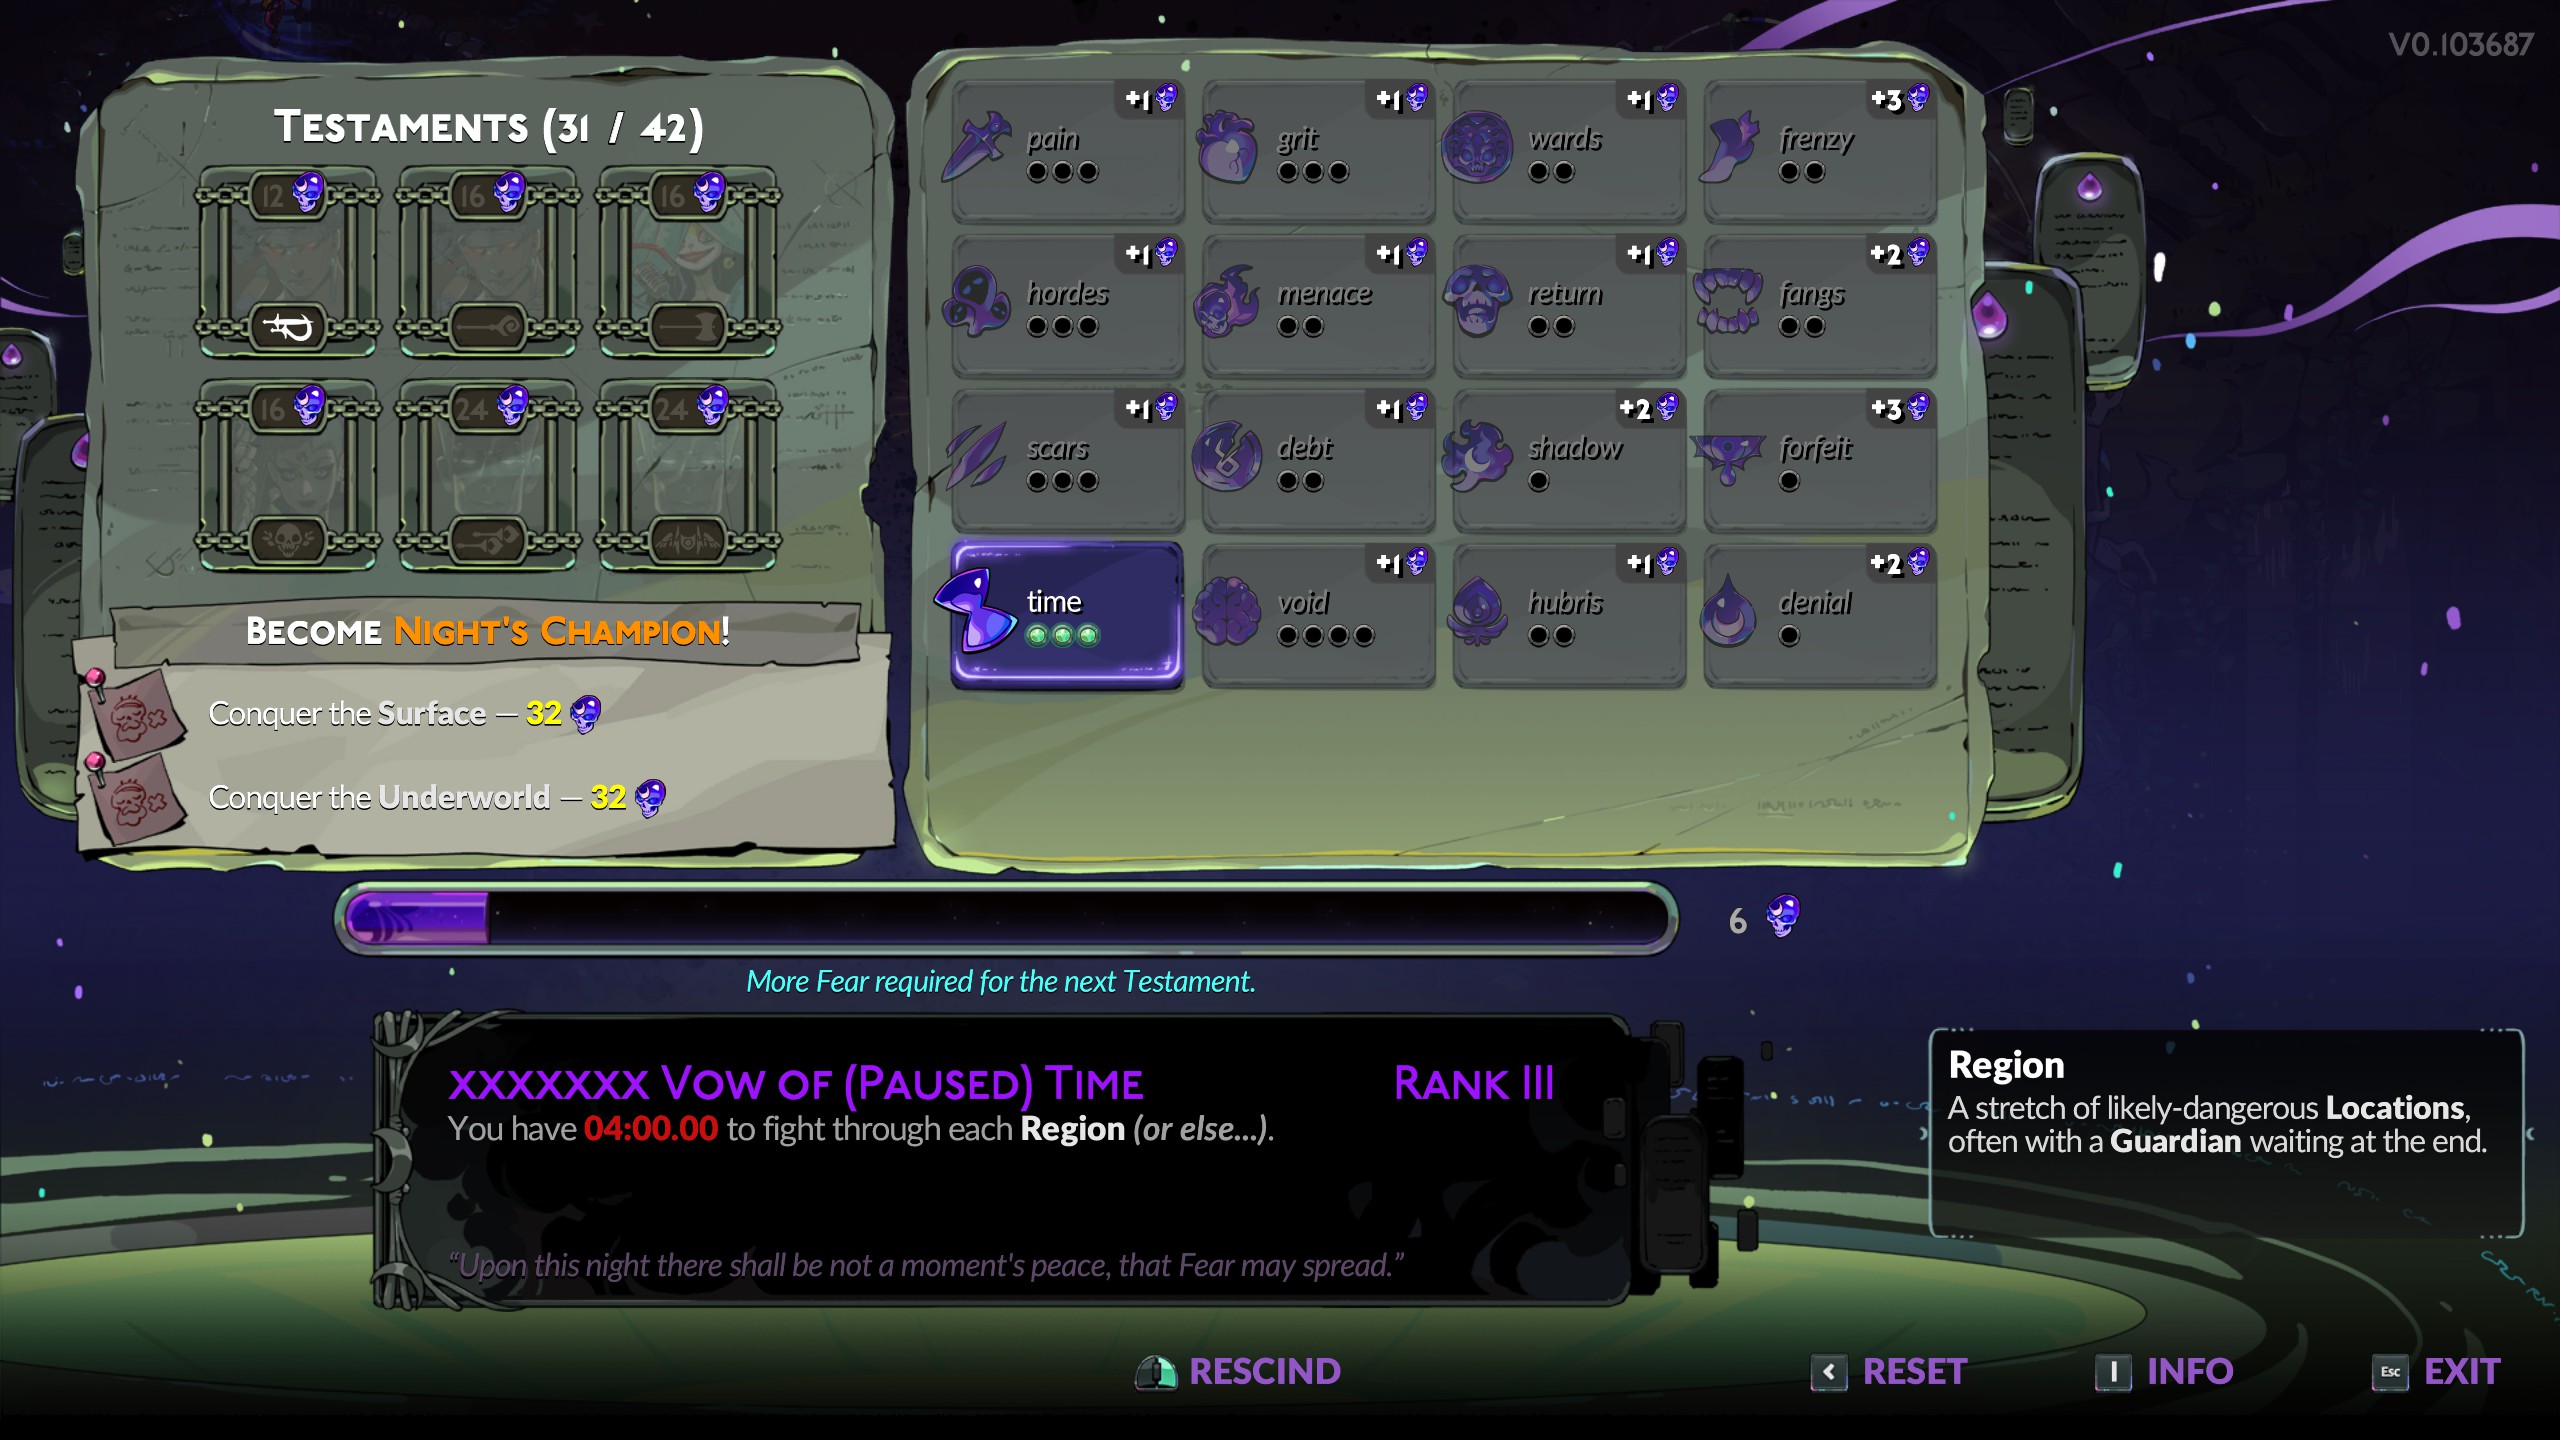 V0.103687
TESTAMENTS (31 / 42)
12
16
16
16
24
24
BECOME NIGHT'S CHAMPION!
Conquer the Surface – 32
Conquer the Underworld – 32
+1
pain
+1
grit
+1
wards
+3
frenzy
+1
hordes
+1
menace
+1
return
+2
fangs
+1
scars
+1
debt
+2
shadow
+3
forfeit
time
+1
void
+1
hubris
+2
denial
6
More Fear required for the next Testament.
XXXXXXX VOW OF (PAUSED) TIME
RANK III
You have 04:00.00 to fight through each Region (or else...).
“Upon this night there shall be not a moment's peace, that Fear may spread.”
Region
A stretch of likely-dangerous Locations,
often with a Guardian waiting at the end.
RESCIND
< RESET
I INFO
Esc EXIT